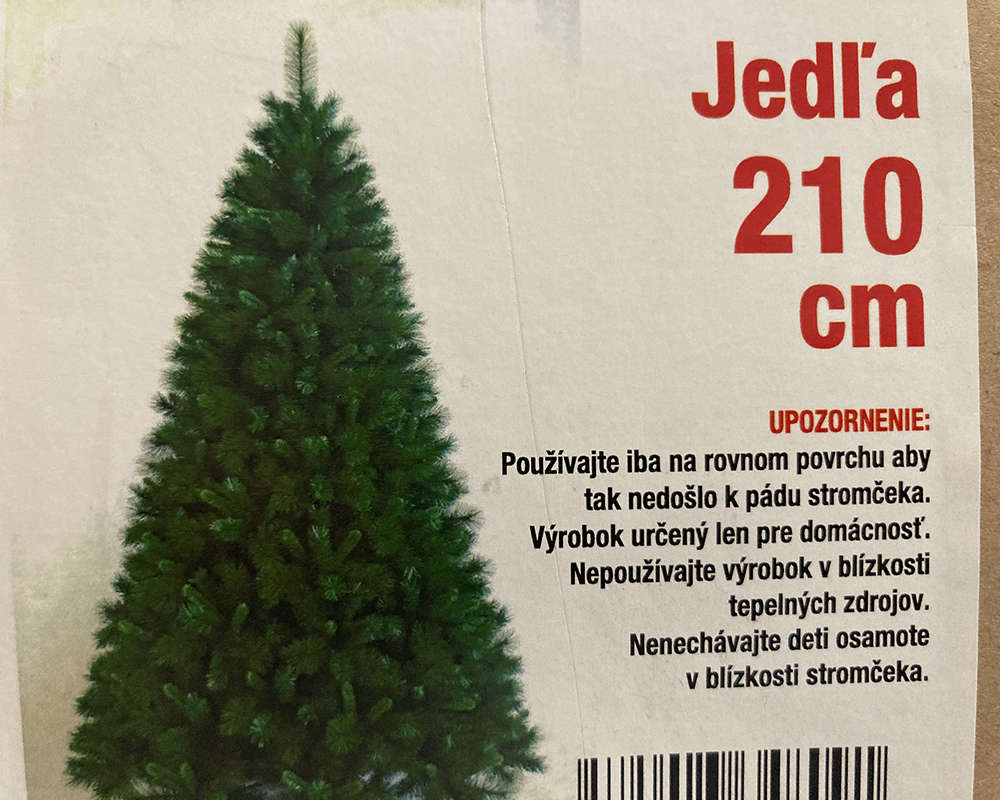 Jedľa
210
cm
UPOZORNENIE:
Používajte iba na rovnom povrchu aby
tak nedošlo k pádu stromčeka.
Výrobok určený len pre domácnosť.
Nepoužívajte výrobok v blízkosti
tepelných zdrojov.
Nenechávajte deti osamote
v blízkosti stromčeka.